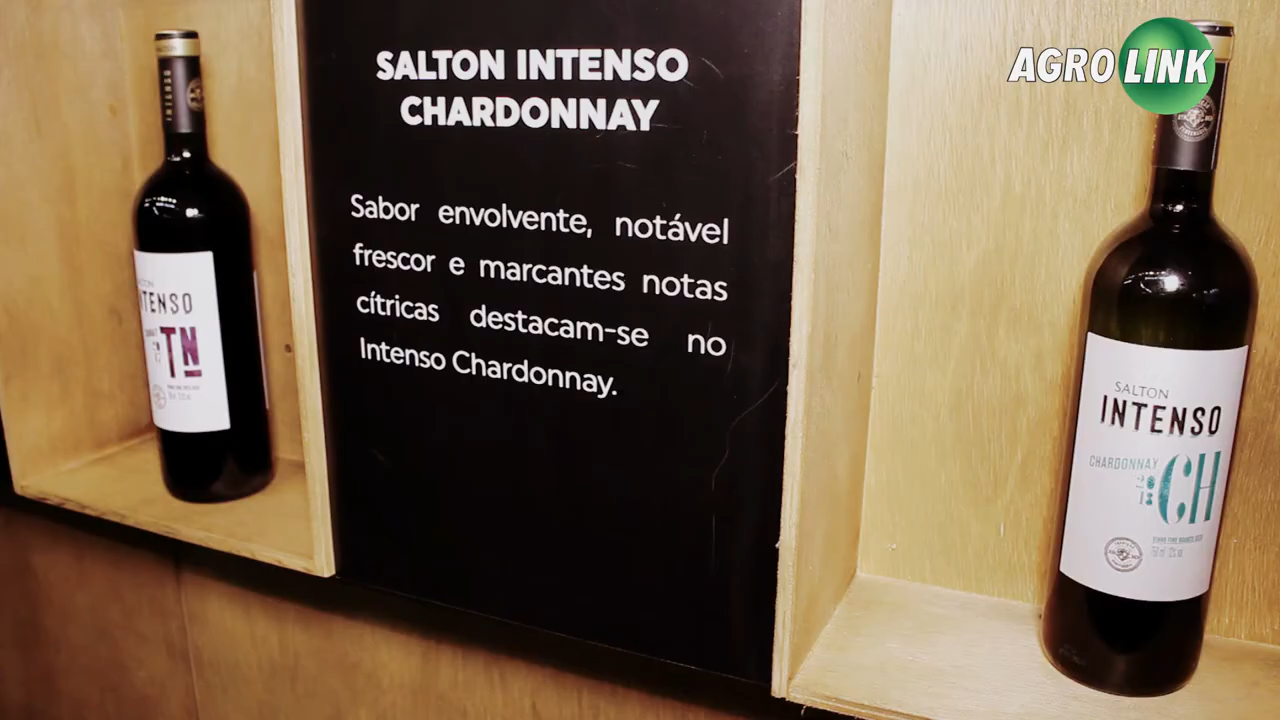 SALTON INTENSO
CHARDONNAY
Sabor envolvente, notável
frescor e marcantes notas
cítricas destacam-se no
Intenso Chardonnay.
AGRO LINK
INTENSO
TENSO
TN
SALTON
INTENSO
CHARDONNAY
CH